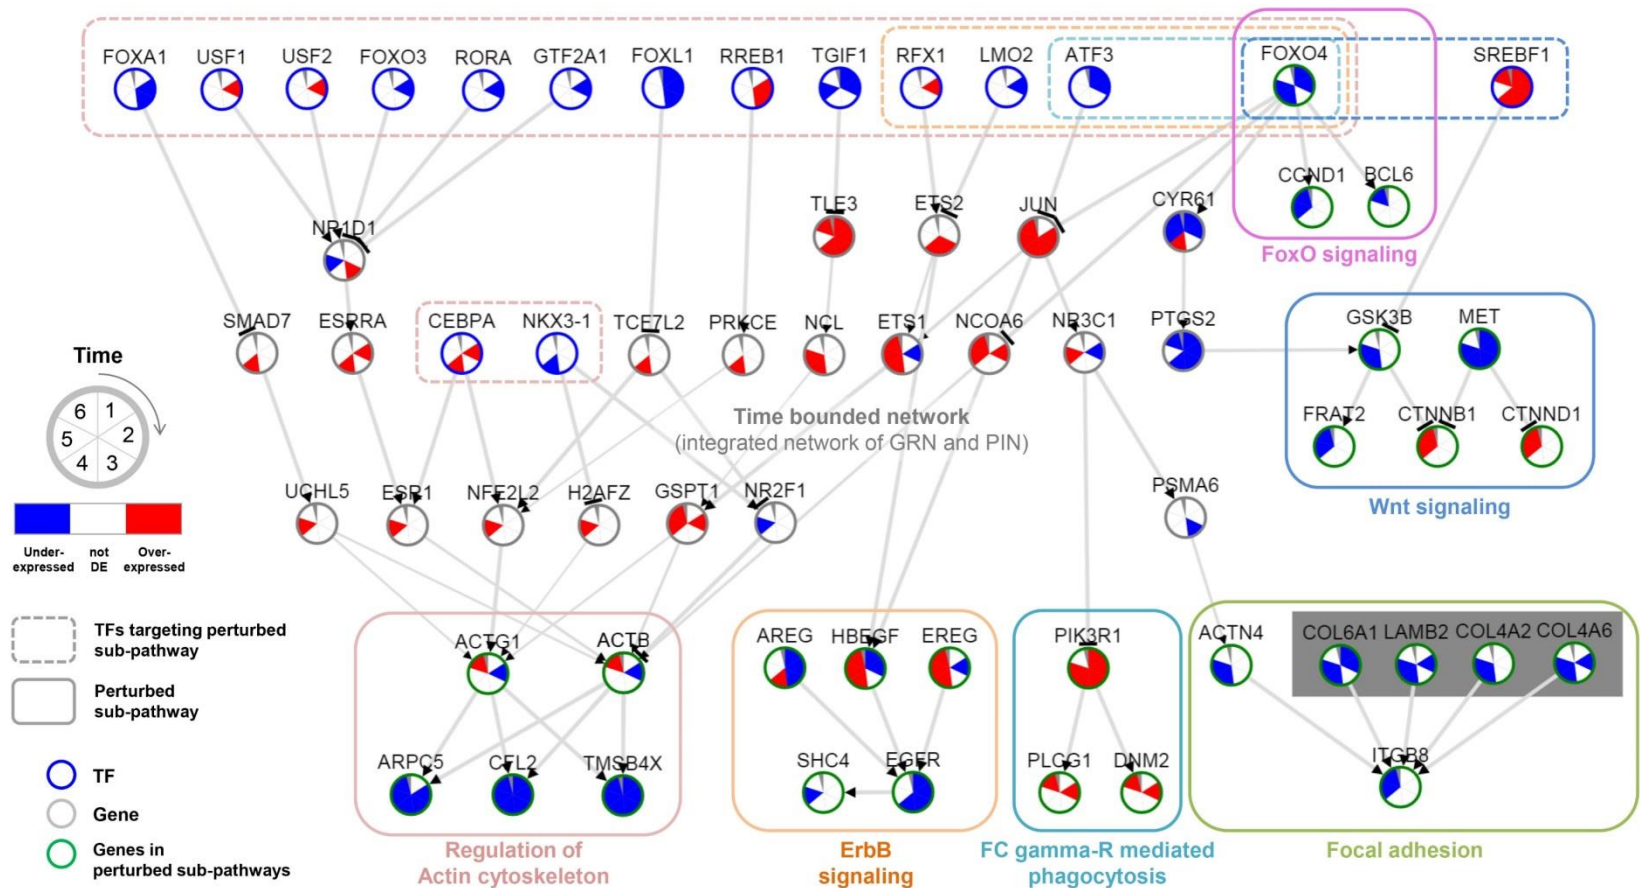 FOXA1 USF1 USF2 FOXO3 RORA GTF2A1 FOXL1 RREB1 TGIF1 RFX1 LMO2 ATF3 FOXO4 SREBF1
CCND1 BCL6
TLE3 ETS2 JUN CYR61
NR1D1
FoxO signaling
SMAD7 ESRRA CEBPA NKX3-1 TCF7L2 PRKCE NCL ETS1 NCOA6 NR3C1 PTGS2 GSK3B MET
Time
6 1
5 2
4 3
Time bounded network
(integrated network of GRN and PIN)
FRAT2 CTNNB1 CTNND1
Wnt signaling
UCHL5 ESR1 NFE2L2 H2AFZ GSPT1 NR2F1 PSMA6
Under-expressed
not DE
Over-expressed
TFs targeting perturbed
sub-pathway
Perturbed
sub-pathway
TF
Gene
Genes in
perturbed sub-pathways
ACTG1 ACTB
ARPC5 CFL2 TMSB4X
Regulation of
Actin cytoskeleton
AREG HBEGF EREG
SHC4 EGFR
ErbB
signaling
PIK3R1
PLCG1 DNM2
FC gamma-R mediated
phagocytosis
ACTN4 COL6A1 LAMB2 COL4A2 COL4A6
ITGB8
Focal adhesion